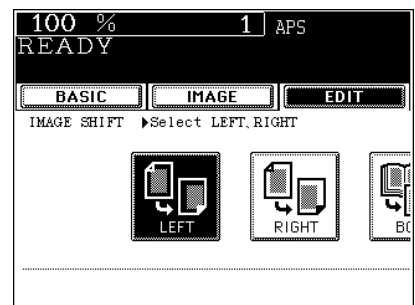 100 % 1 APS
READY
BASIC IMAGE EDIT
IMAGE SHIFT ▶Select LEFT, RIGHT
LEFT RIGHT